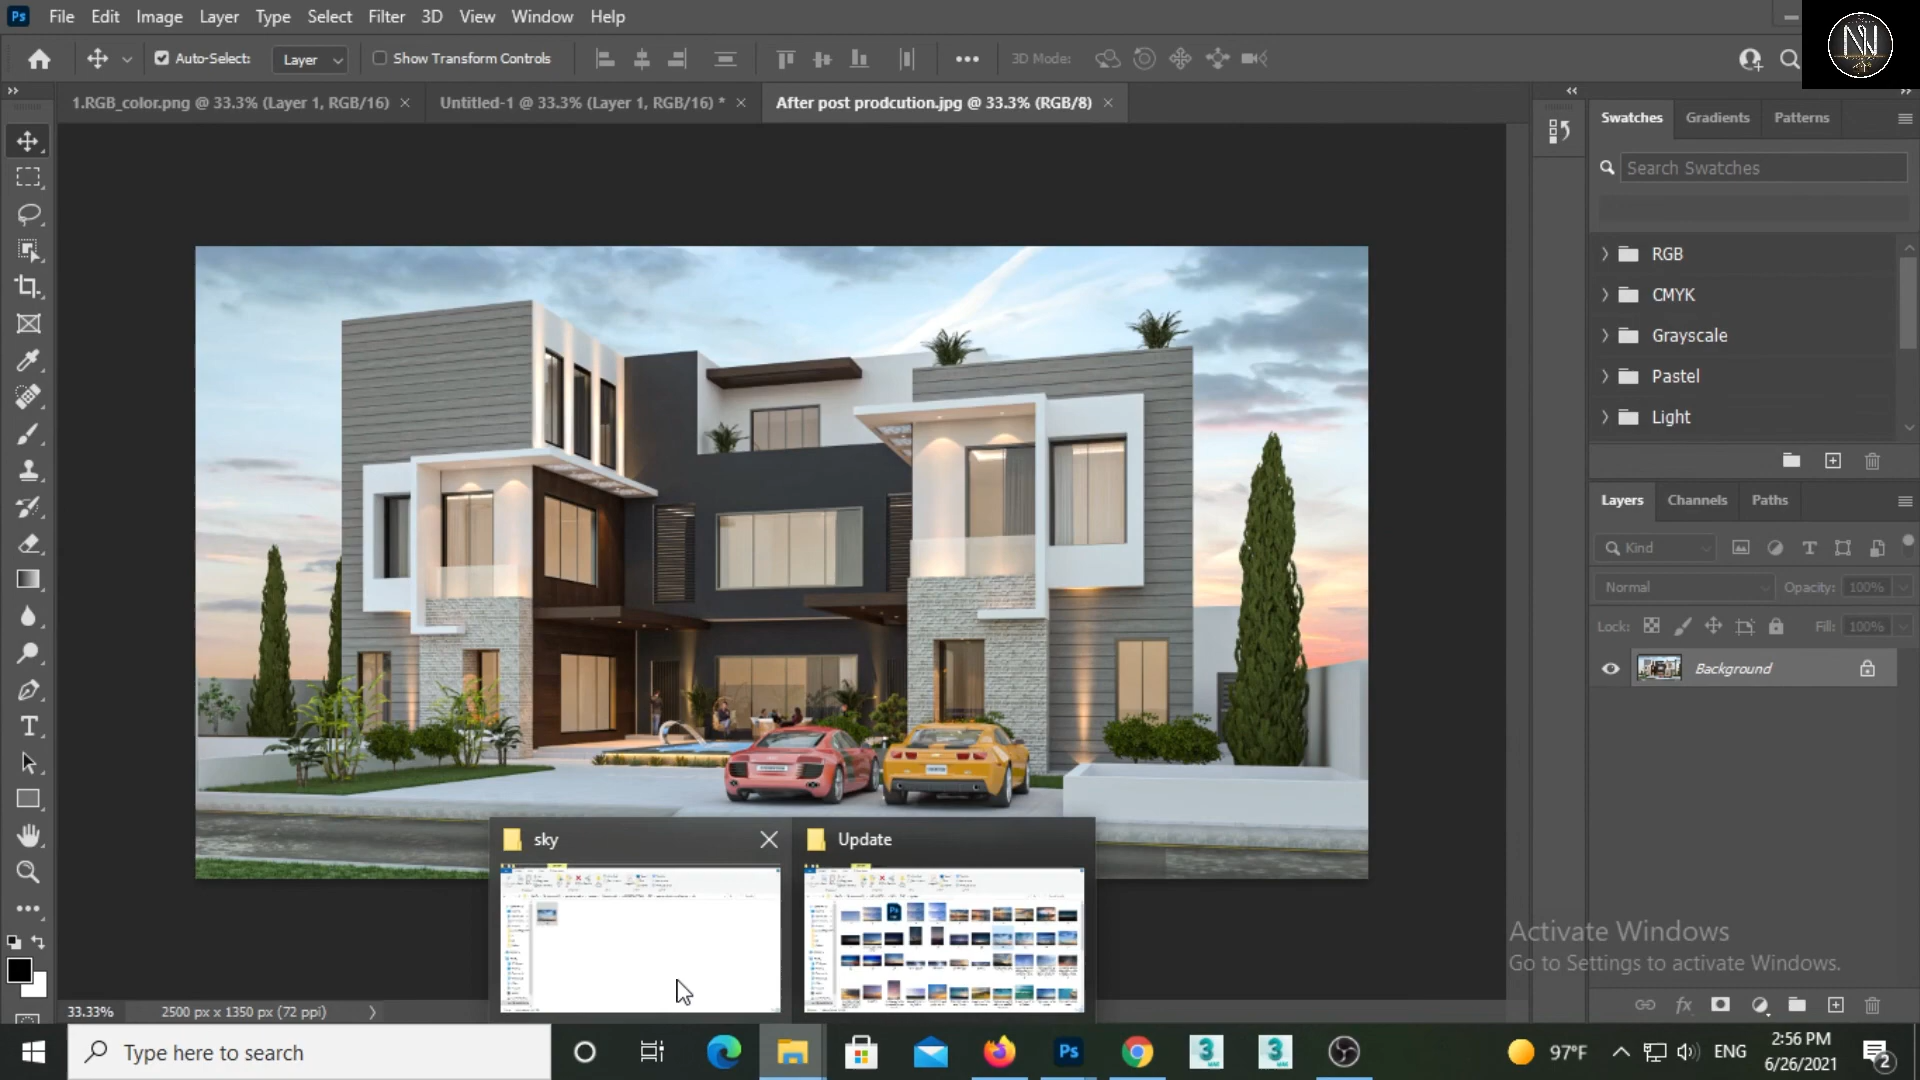 Ps File Edit Image Layer Type Select Filter 3D View Window Help
Auto-Select: Layer Show Transform Controls 3D Mode:
1.RGB_color.png @ 33.3% (Layer 1, RGB/16) Untitled-1 @ 33.3% (Layer 1, RGB/16) * After post prodcution.jpg @ 33.3% (RGB/8)
Swatches Gradients Patterns
Search Swatches
RGB
CMYK
Grayscale
Pastel
Light
Layers Channels Paths
Kind
Normal Opacity: 100%
Lock: Fill: 100%
Background
sky Update
Activate Windows
Go to Settings to activate Windows.
33.33% 2500 px x 1350 px (72 ppi)
Type here to search
Ps 3 3
97°F ENG
2:56 PM
6/26/2021
2